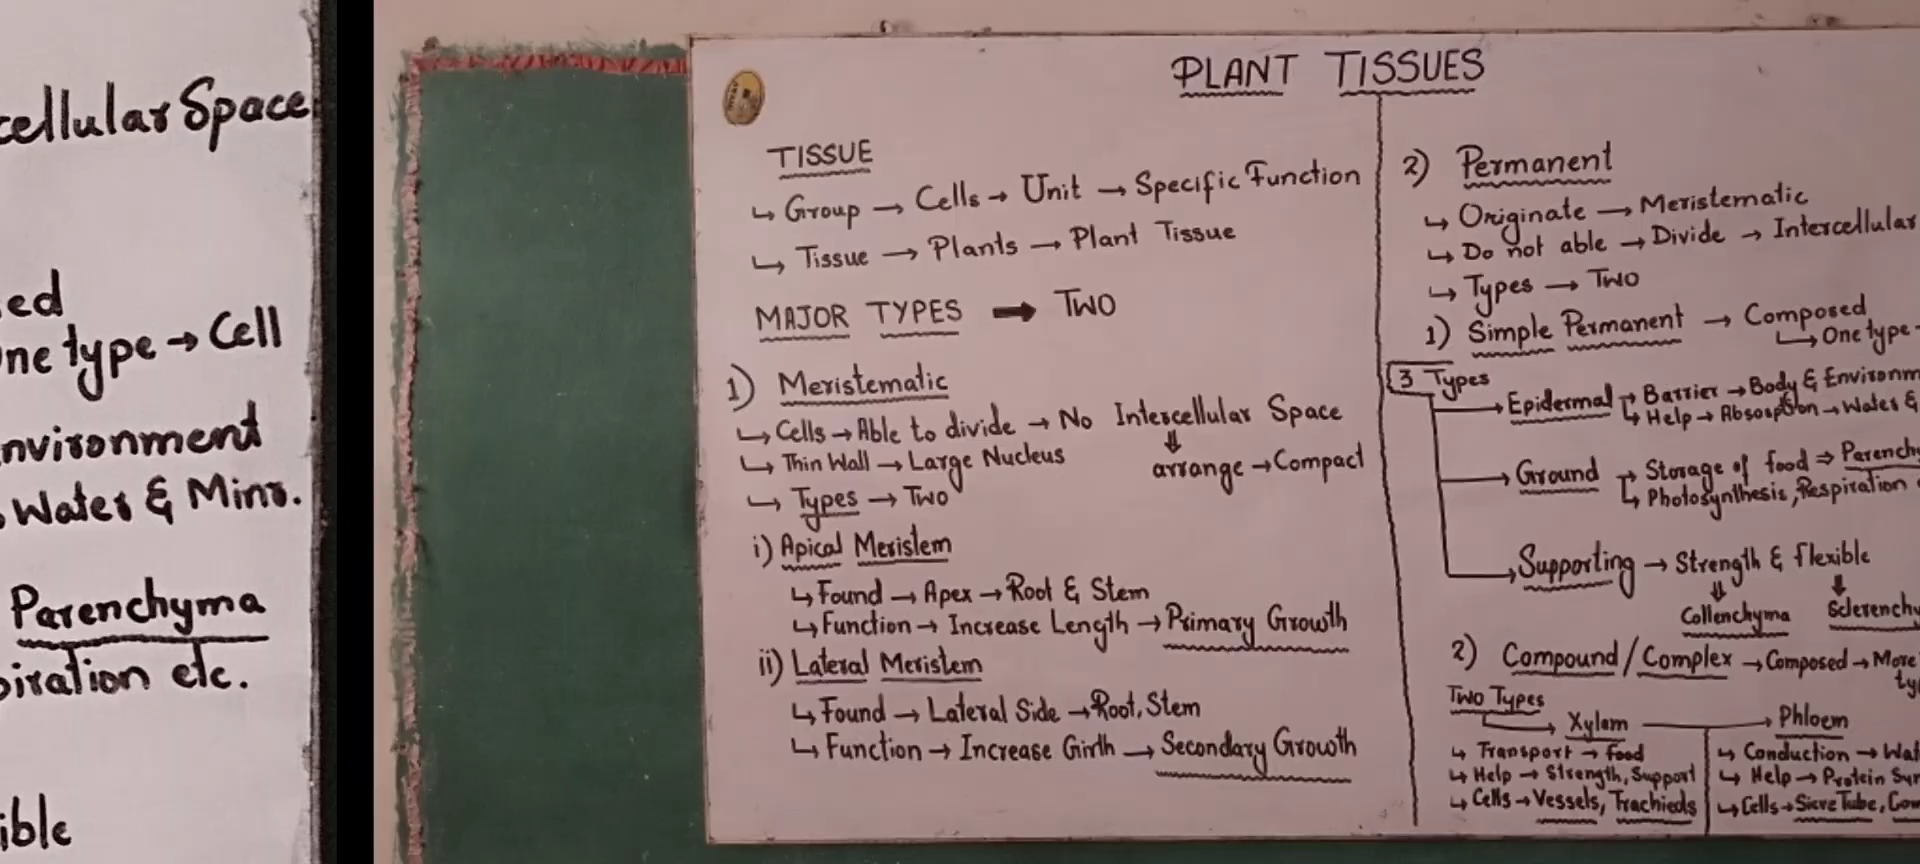 cellular Space
ed
ne type → Cell
nvironment
Water & Minr.
Parenchyma
iration etc.
ible
PLANT TISSUES
TISSUE
↳ Group → Cells → Unit → Specific Function
↳ Tissue → Plants → Plant Tissue
MAJOR TYPES → Two
1) Meristematic
↳ Cells → Able to divide → No Intercellular Space
↳ Thin Wall → Large Nucleus
arrange → Compact
↳ Types → Two
i) Apical Meristem
↳ Found → Apex → Root & Stem
↳ Function → Increase Length → Primary Growth
ii) Lateral Meristem
↳ Found → Lateral Side → Root, Stem
↳ Function → Increase Girth → Secondary Growth
2) Permanent
↳ Originate → Meristematic
↳ Do not able → Divide → Intercellular
↳ Types → Two
1) Simple Permanent → Composed
↳ One type
3 Types
Epidermal → Barrier → Body & Environm
↳ Help → Absorption → Water &
Ground → Storage of food ⇒ Parenchy
↳ Photosynthesis, Respiration
Supporting → Strength & flexible
Collenchyma Sclerenchy
2) Compound / Complex → Composed → More
ty
Two Types
Xylam
↳ Transport → food
↳ Help → Strength, Support
↳ Cells → Vessels, Trachieds
Phloem
↳ Conduction → Wat
↳ Help → Protein Syn
↳ Cells → Sieve Tube, Com